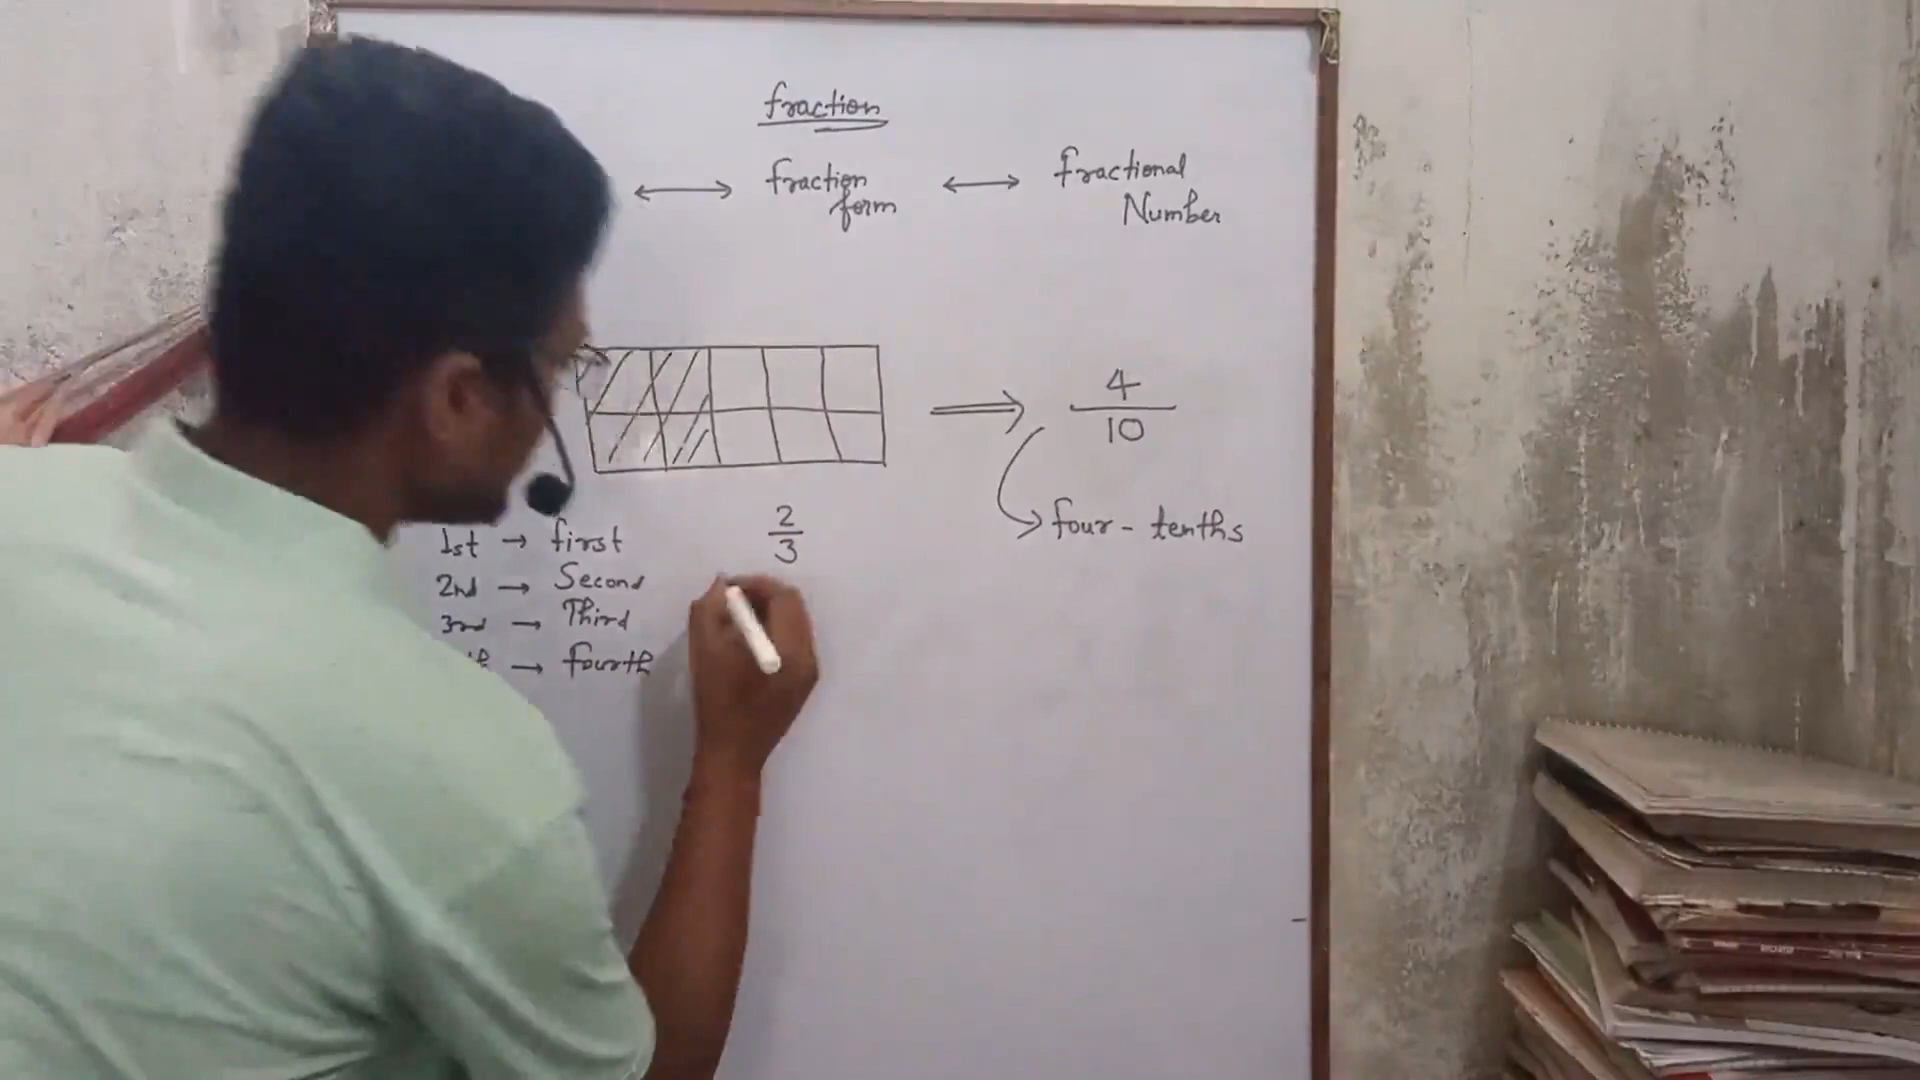 fraction
fraction
form
fractional
Number
4
10
four - tenths
1st → first
2nd → Second
3rd → Third
→ fourth
2
3